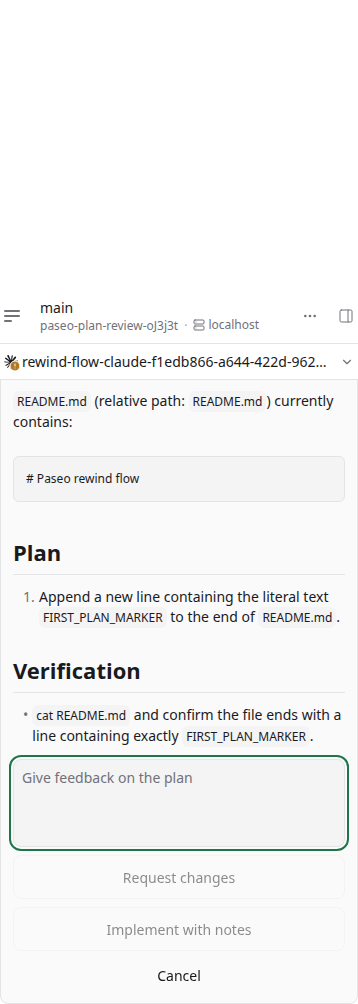 main
paseo-plan-review-oJ3j3t · localhost
rewind-flow-claude-f1edb866-a644-422d-962...
README.md (relative path: README.md ) currently
contains:
# Paseo rewind flow
Plan
1. Append a new line containing the literal text
FIRST_PLAN_MARKER to the end of README.md .
Verification
• cat README.md and confirm the file ends with a
line containing exactly FIRST_PLAN_MARKER .
Give feedback on the plan
Request changes
Implement with notes
Cancel